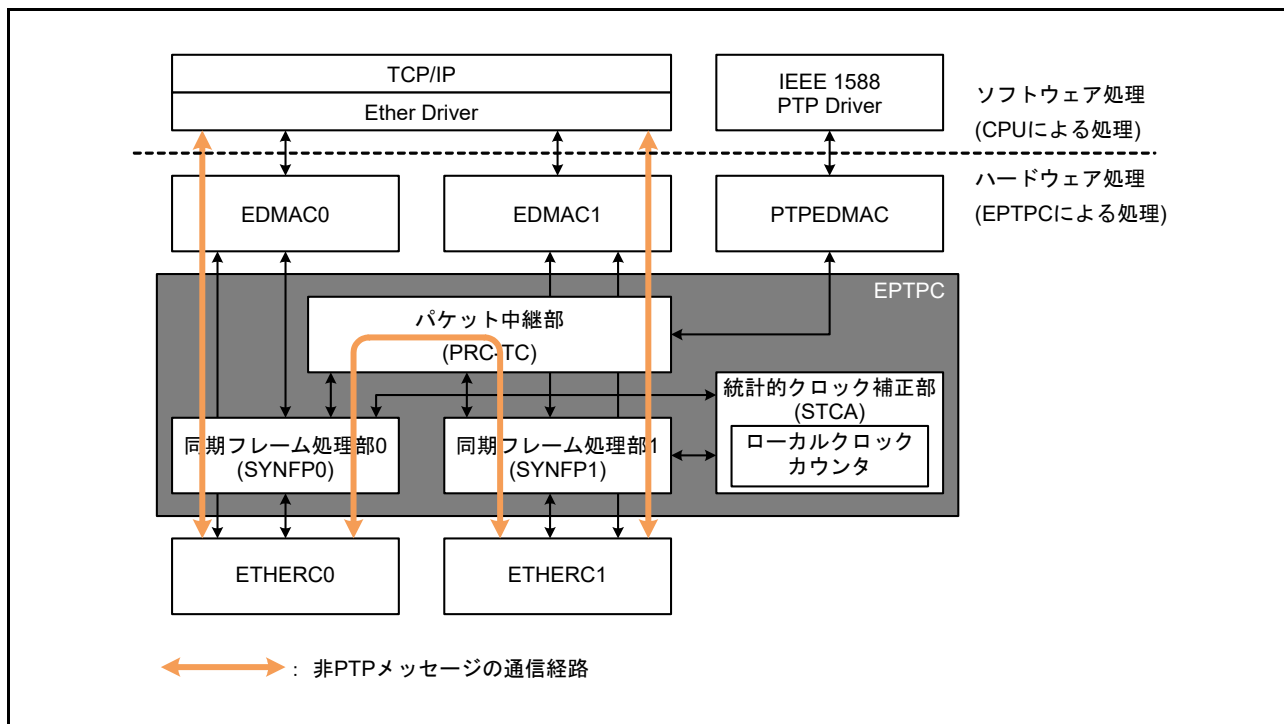 TCP/IP
Ether Driver
IEEE 1588
PTP Driver
ソフトウェア処理
(CPUによる処理)
ハードウェア処理
(EPTPCによる処理)
EDMAC0
EDMAC1
PTPEDMAC
EPTPC
パケット中継部
(PRC-TC)
統計的クロック補正部
(STCA)
ローカルクロック
カウンタ
同期フレーム処理部0
(SYNFP0)
同期フレーム処理部1
(SYNFP1)
ETHERC0
ETHERC1
: 非PTPメッセージの通信経路